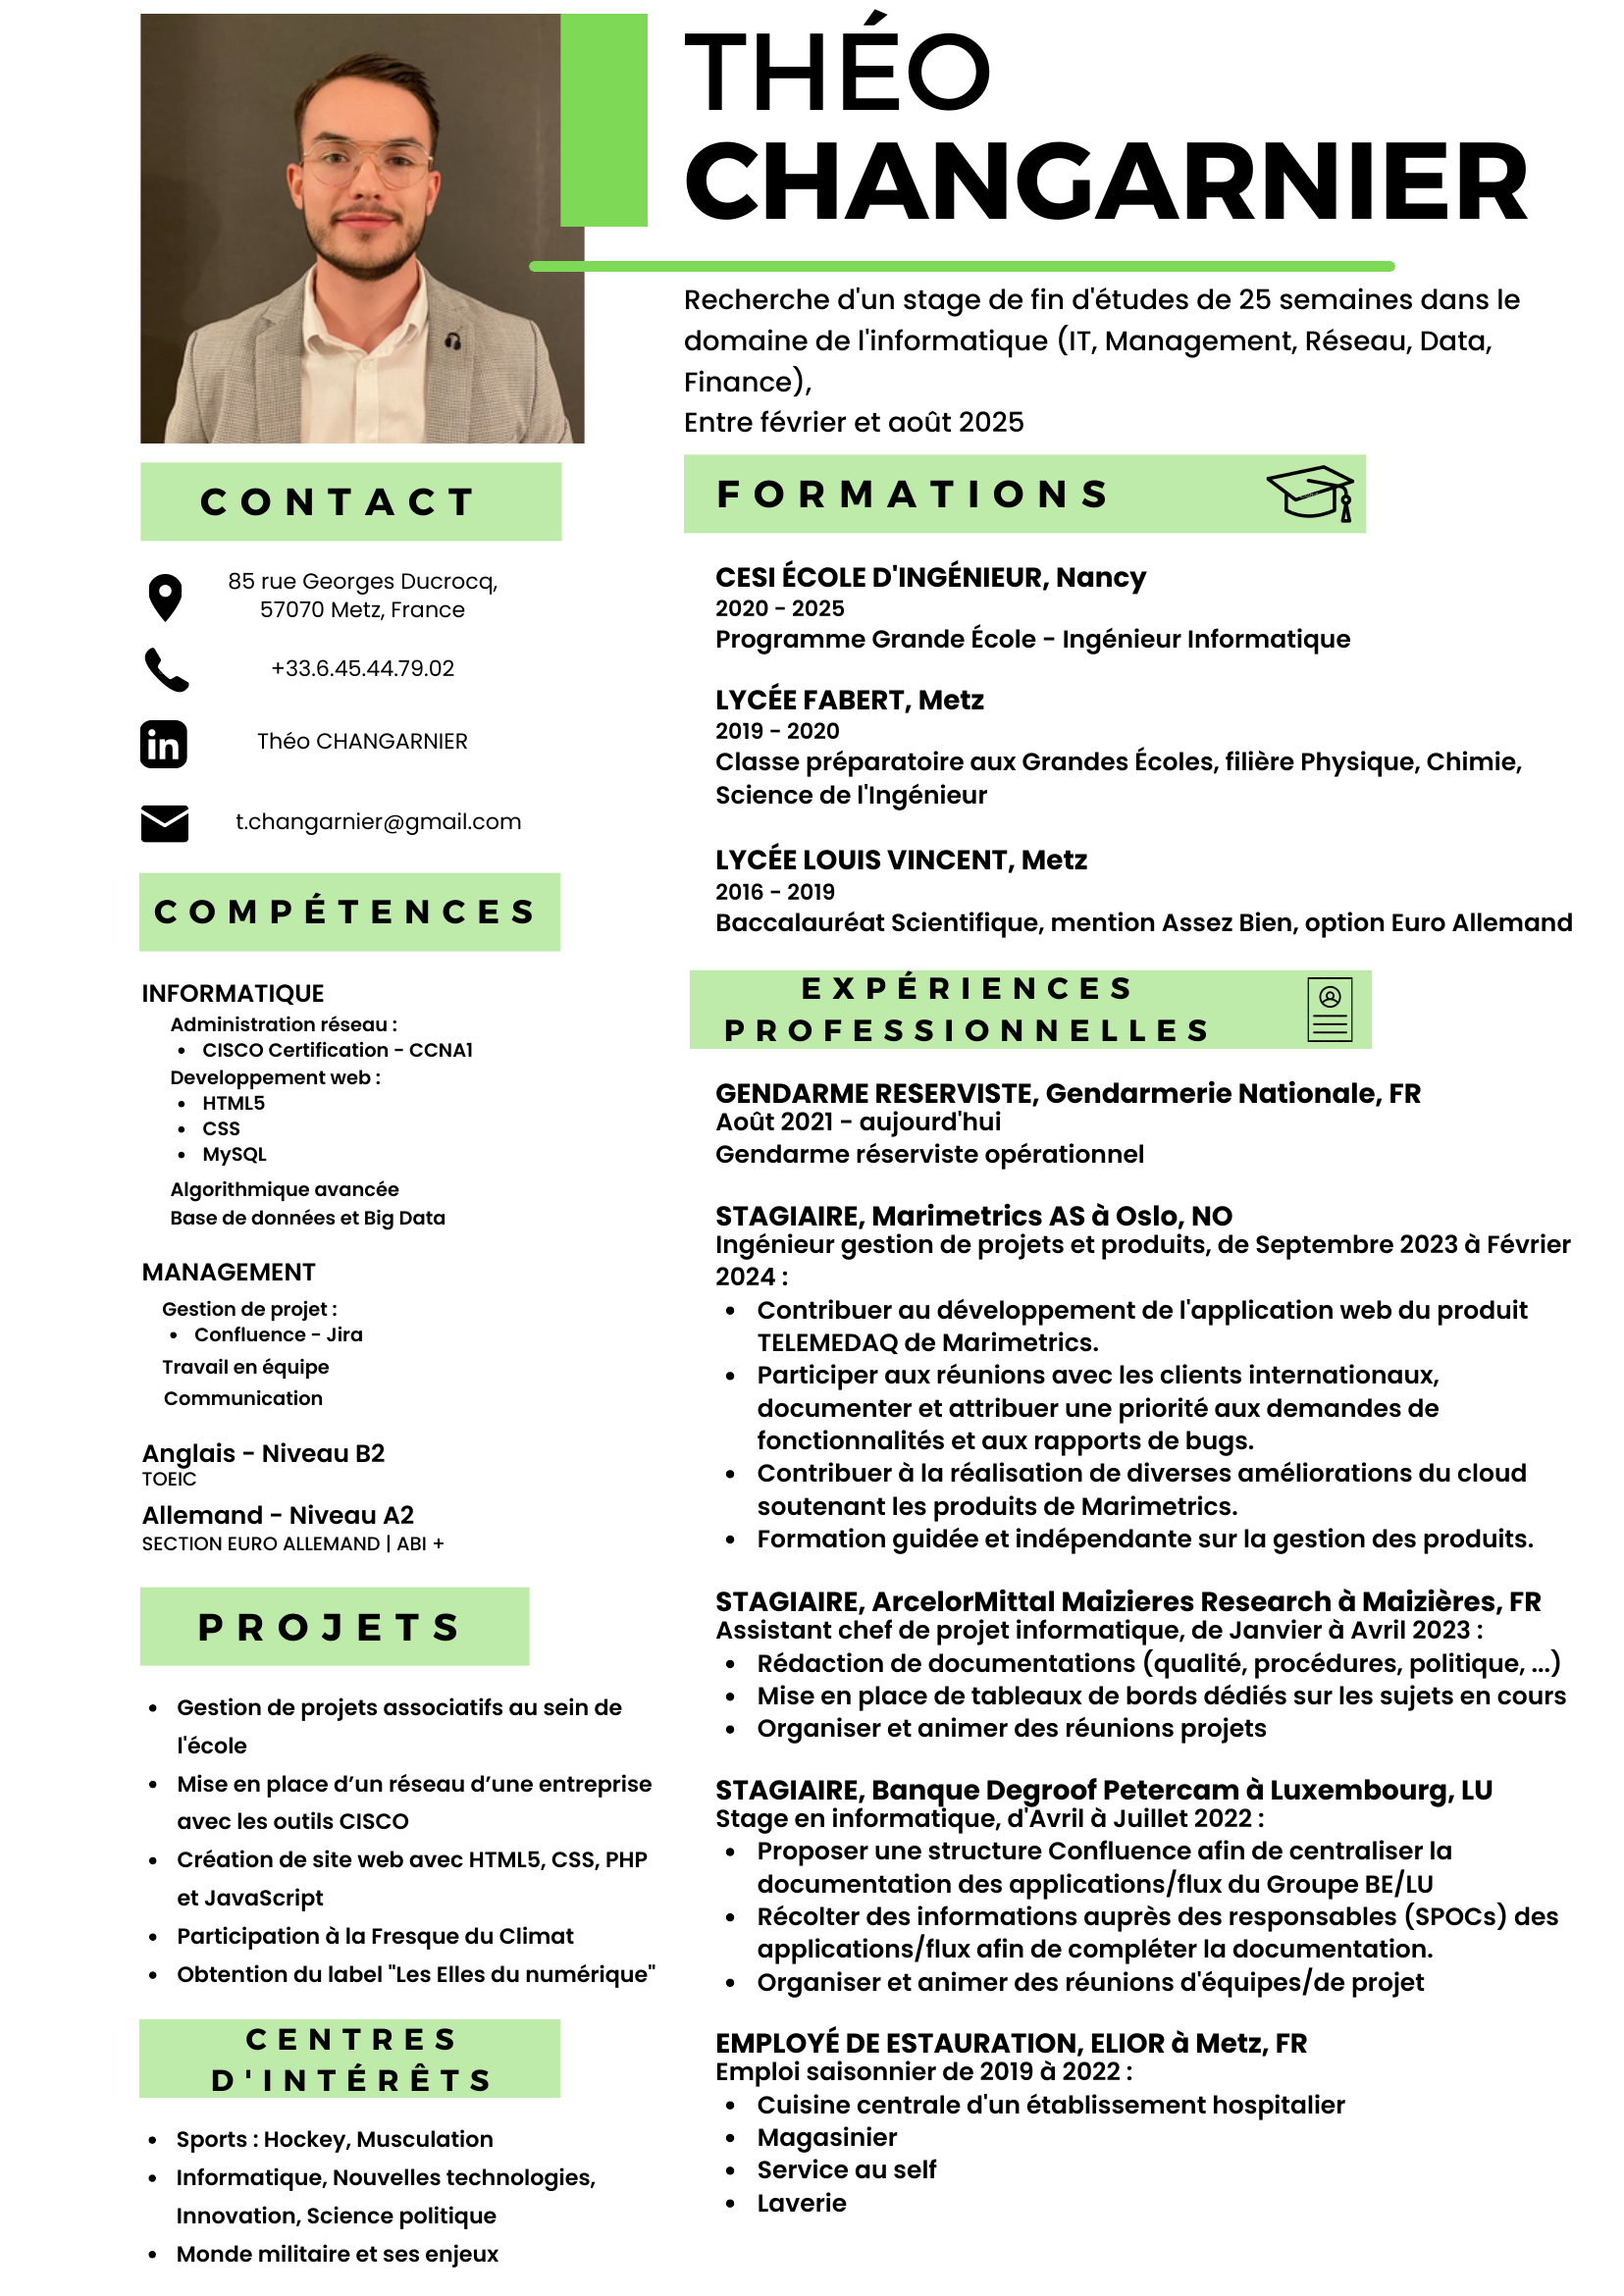 THÉO
CHANGARNIER
Recherche d'un stage de fin d'études de 25 semaines dans le
domaine de l'informatique (IT, Management, Réseau, Data,
Finance),
Entre février et août 2025
CONTACT
85 rue Georges Ducrocq,
57070 Metz, France
+33.6.45.44.79.02
in
Théo CHANGARNIER
t.changarnier@gmail.com
COMPÉTENCES
INFORMATIQUE
Administration réseau :
• CISCO Certification - CCNA1
Developpement web :
• HTML5
• CSS
• MySQL
Algorithmique avancée
Base de données et Big Data
MANAGEMENT
Gestion de projet :
• Confluence - Jira
Travail en équipe
Communication
Anglais - Niveau B2
TOEIC
Allemand - Niveau A2
SECTION EURO ALLEMAND | ABI +
PROJETS
• Gestion de projets associatifs au sein de
l'école
• Mise en place d’un réseau d’une entreprise
avec les outils CISCO
• Création de site web avec HTML5, CSS, PHP
et JavaScript
• Participation à la Fresque du Climat
• Obtention du label "Les Elles du numérique"
CENTRES
D'INTÉRÊTS
• Sports : Hockey, Musculation
• Informatique, Nouvelles technologies,
Innovation, Science politique
• Monde militaire et ses enjeux
FORMATIONS
CESI ÉCOLE D'INGÉNIEUR, Nancy
2020 - 2025
Programme Grande École - Ingénieur Informatique
LYCÉE FABERT, Metz
2019 - 2020
Classe préparatoire aux Grandes Écoles, filière Physique, Chimie,
Science de l'Ingénieur
LYCÉE LOUIS VINCENT, Metz
2016 - 2019
Baccalauréat Scientifique, mention Assez Bien, option Euro Allemand
EXPÉRIENCES
PROFESSIONNELLES
GENDARME RESERVISTE, Gendarmerie Nationale, FR
Août 2021 - aujourd'hui
Gendarme réserviste opérationnel
STAGIAIRE, Marimetrics AS à Oslo, NO
Ingénieur gestion de projets et produits, de Septembre 2023 à Février
2024 :
• Contribuer au développement de l'application web du produit
TELEMEDAQ de Marimetrics.
• Participer aux réunions avec les clients internationaux,
documenter et attribuer une priorité aux demandes de
fonctionnalités et aux rapports de bugs.
• Contribuer à la réalisation de diverses améliorations du cloud
soutenant les produits de Marimetrics.
• Formation guidée et indépendante sur la gestion des produits.
STAGIAIRE, ArcelorMittal Maizieres Research à Maizières, FR
Assistant chef de projet informatique, de Janvier à Avril 2023 :
• Rédaction de documentations (qualité, procédures, politique, ...)
• Mise en place de tableaux de bords dédiés sur les sujets en cours
• Organiser et animer des réunions projets
STAGIAIRE, Banque Degroof Petercam à Luxembourg, LU
Stage en informatique, d'Avril à Juillet 2022 :
• Proposer une structure Confluence afin de centraliser la
documentation des applications/flux du Groupe BE/LU
• Récolter des informations auprès des responsables (SPOCs) des
applications/flux afin de compléter la documentation.
• Organiser et animer des réunions d'équipes/de projet
EMPLOYÉ DE ESTAURATION, ELIOR à Metz, FR
Emploi saisonnier de 2019 à 2022 :
• Cuisine centrale d'un établissement hospitalier
• Magasinier
• Service au self
• Laverie